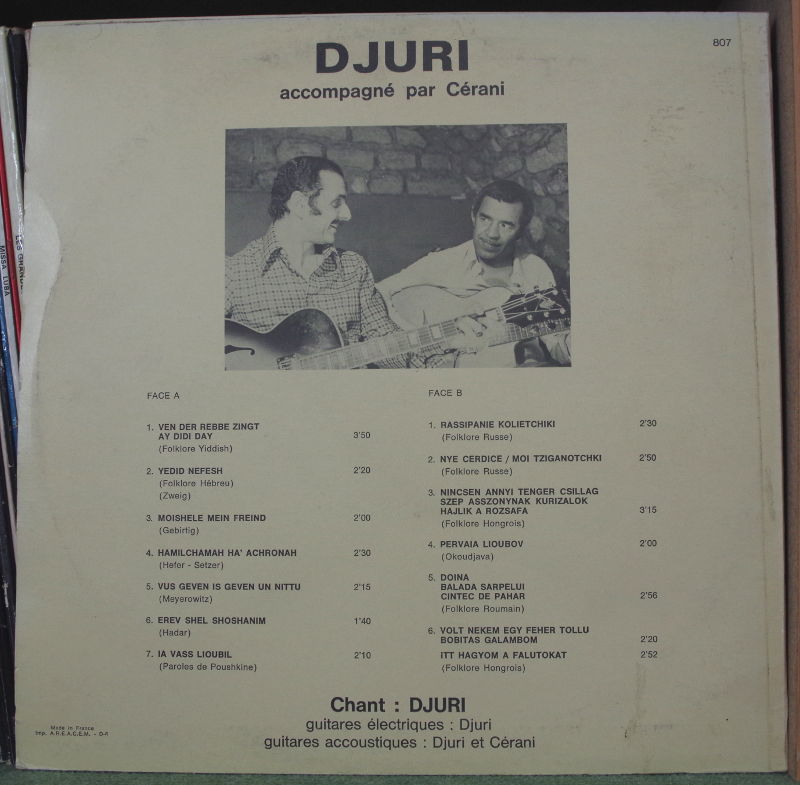 807
DJURI
accompagné par Cérani
FACE A
1. VEN DER REBBE ZINGT
AY DIDI DAY 3'50
(Folklore Yiddish)
2. YEDID NEFESH 2'20
(Folklore Hébreu)
(Zweig)
3. MOISHELE MEIN FREIND 2'00
(Gebirtig)
4. HAMILCHAMAH HA' ACHRONAH 2'30
(Hefer - Setzer)
5. VUS GEVEN IS GEVEN UN NITTU 2'15
(Meyerowitz)
6. EREV SHEL SHOSHANIM 1'40
(Hadar)
7. IA VASS LIOUBIL 2'10
(Paroles de Poushkine)
FACE B
1. RASSIPANIE KOLIETCHIKI 2'30
(Folklore Russe)
2. NYE CERDICE / MOI TZIGANOTCHKI 2'50
(Folklore Russe)
3. NINCSEN ANNYI TENGER CSILLAG
SZEP ASSZONYNAK KURIZALOK
HAJLIK A ROZSAFA 3'15
(Folklore Hongrois)
4. PERVAIA LIOUBOV 2'00
(Okoudjava)
5. DOINA
BALADA SARPELUI
CINTEC DE PAHAR 2'56
(Folklore Roumain)
6. VOLT NEKEM EGY FEHER TOLLU
BOBITAS GALAMBOM 2'20
ITT HAGYOM A FALUTOKAT 2'52
(Folklore Hongrois)
Chant : DJURI
guitares électriques : Djuri
guitares accoustiques : Djuri et Cérani
Made in France
Imp. A.R.E.A.C.E.M. -
MISSA LUBA
LES GRANDE